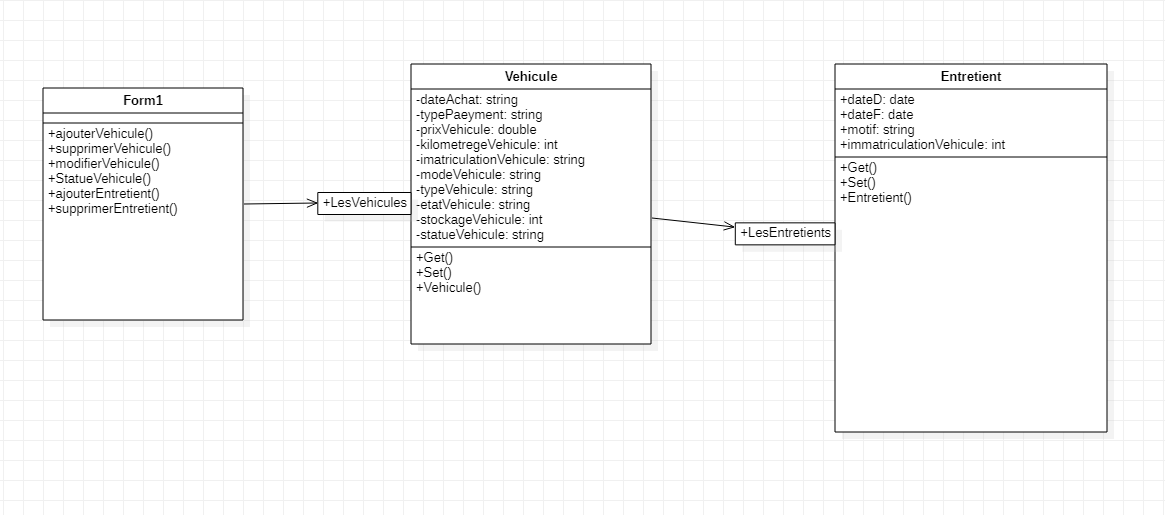 Form1
+ajouterVehicule()
+supprimerVehicule()
+modifierVehicule()
+StatueVehicule()
+ajouterEntretient()
+supprimerEntretient()
+LesVehicules
Vehicule
-dateAchat: string
-typePaeyment: string
-prixVehicule: double
-kilometregeVehicule: int
-imatriculationVehicule: string
-modeVehicule: string
-typeVehicule: string
-etatVehicule: string
-stockageVehicule: int
-statueVehicule: string
+Get()
+Set()
+Vehicule()
+LesEntretients
Entretient
+dateD: date
+dateF: date
+motif: string
+immatriculationVehicule: int
+Get()
+Set()
+Entretient()